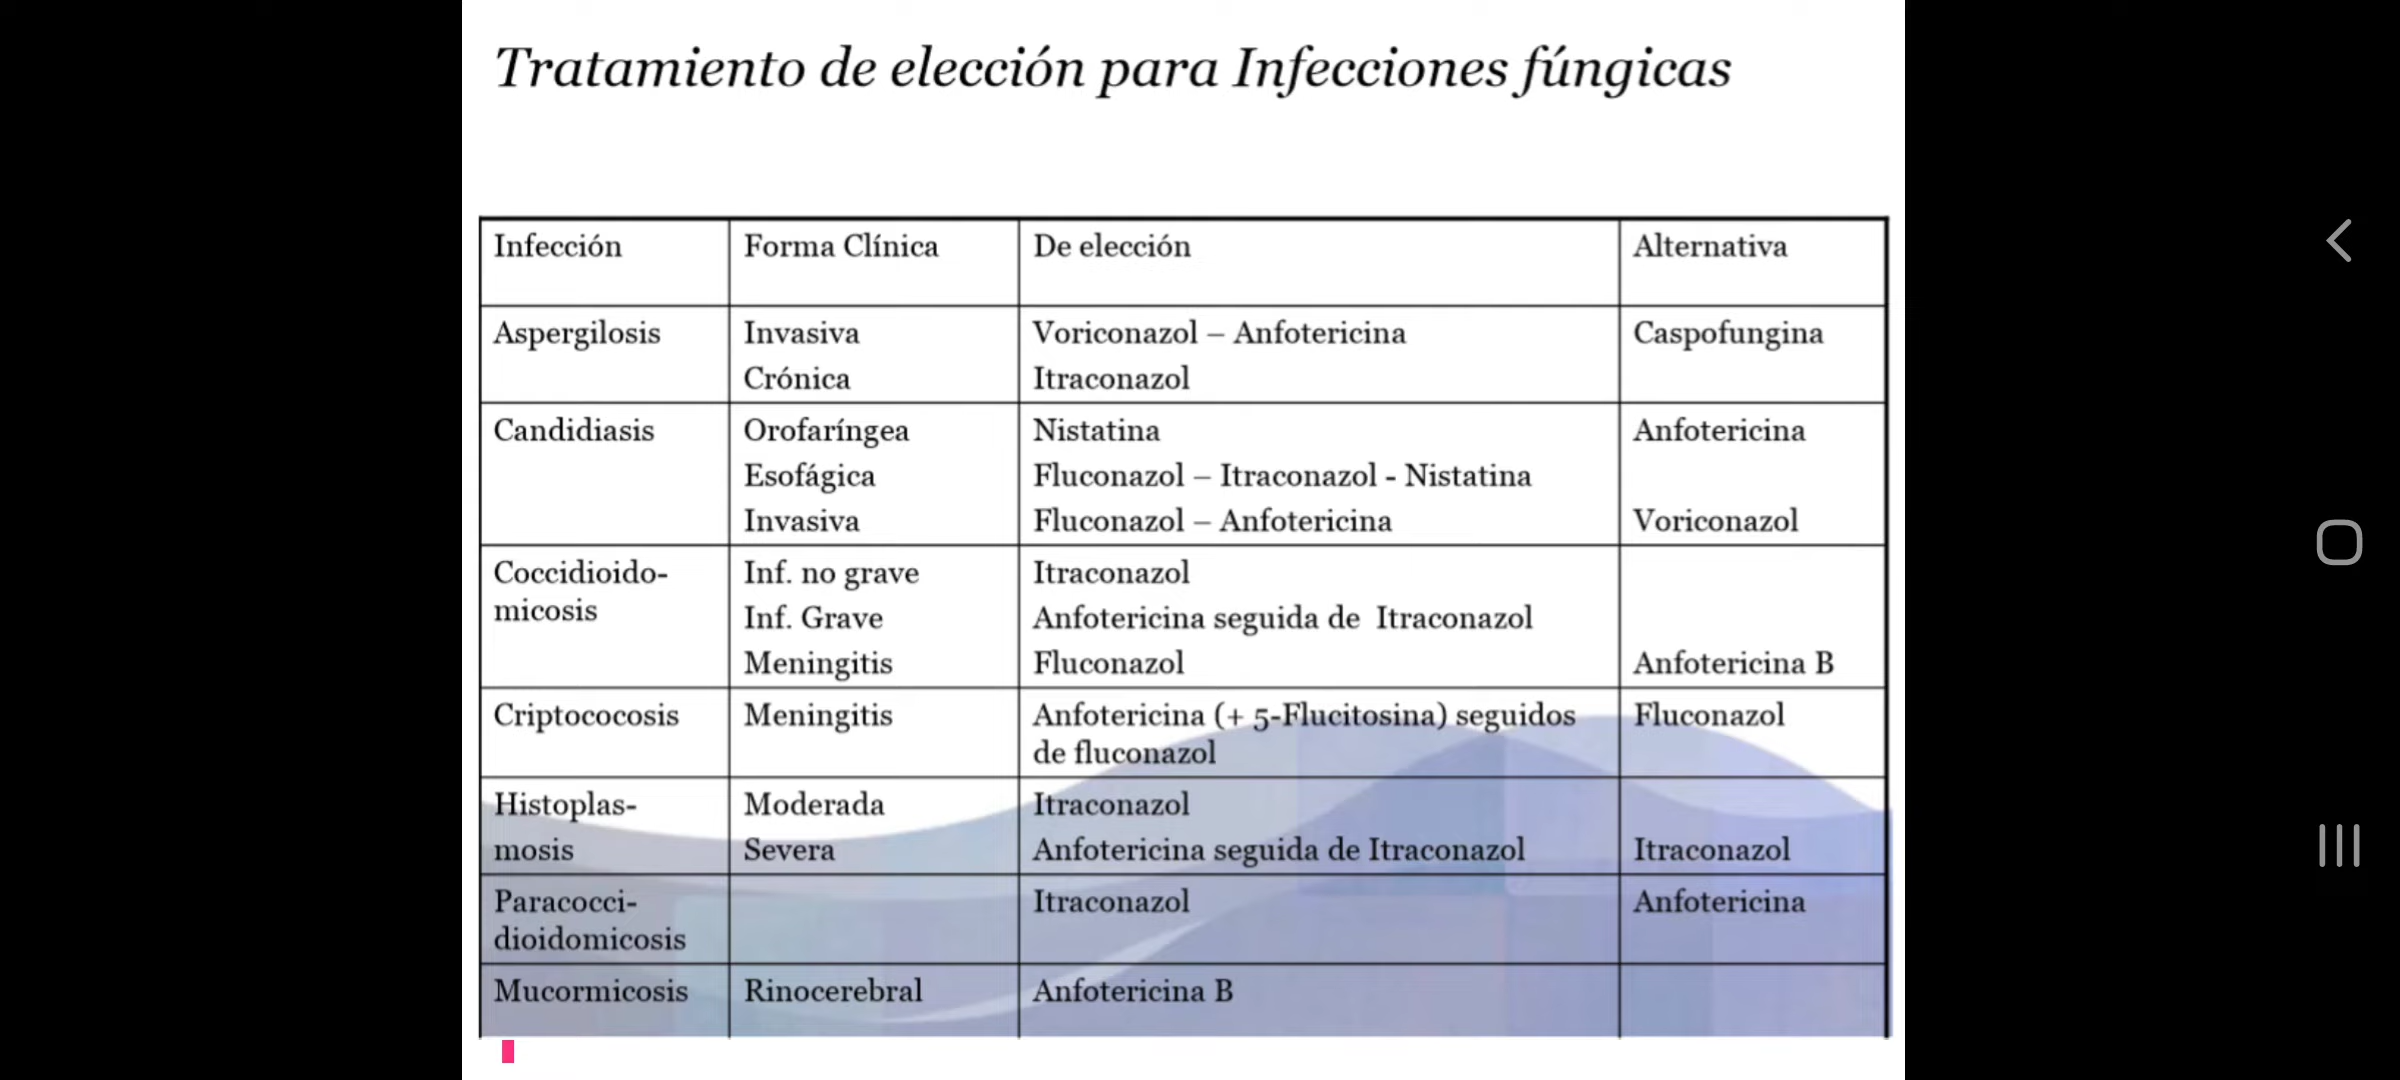 Tratamiento de elección para Infecciones fúngicas
Infección Forma Clínica De elección Alternativa
Aspergilosis Invasiva Voriconazol – Anfotericina Caspofungina
Crónica Itraconazol
Candidiasis Orofaríngea Nistatina Anfotericina
Esofágica Fluconazol – Itraconazol - Nistatina
Invasiva Fluconazol – Anfotericina Voriconazol
Coccidioido- Inf. no grave Itraconazol
micosis Inf. Grave Anfotericina seguida de Itraconazol
Meningitis Fluconazol Anfotericina B
Criptococosis Meningitis Anfotericina (+ 5-Flucitosina) seguidos Fluconazol
de fluconazol
Histoplas- Moderada Itraconazol
mosis Severa Anfotericina seguida de Itraconazol Itraconazol
Paracocci- Itraconazol Anfotericina
dioidomicosis
Mucormicosis Rinocerebral Anfotericina B